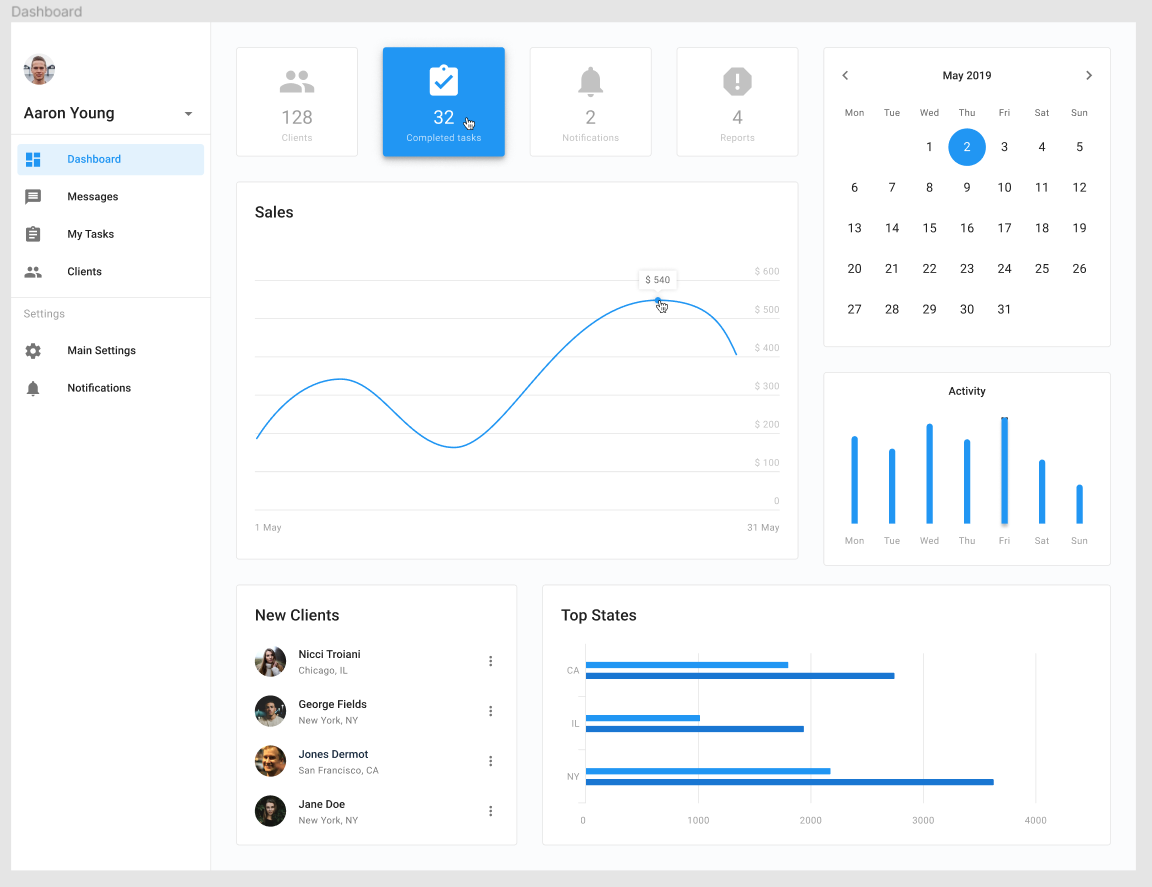 Dashboard
Aaron Young
Dashboard
Messages
My Tasks
Clients
Settings
Main Settings
Notifications
128
Clients
32
Completed tasks
2
Notifications
4
Reports
Sales
$ 540
$ 600
$ 500
$ 400
$ 300
$ 200
$ 100
0
1 May
31 May
May 2019
Mon Tue Wed Thu Fri Sat Sun
1 2 3 4 5
6 7 8 9 10 11 12
13 14 15 16 17 18 19
20 21 22 23 24 25 26
27 28 29 30 31
Activity
Mon Tue Wed Thu Fri Sat Sun
New Clients
Nicci Troiani
Chicago, IL
George Fields
New York, NY
Jones Dermot
San Francisco, CA
Jane Doe
New York, NY
Top States
CA
IL
NY
0 1000 2000 3000 4000